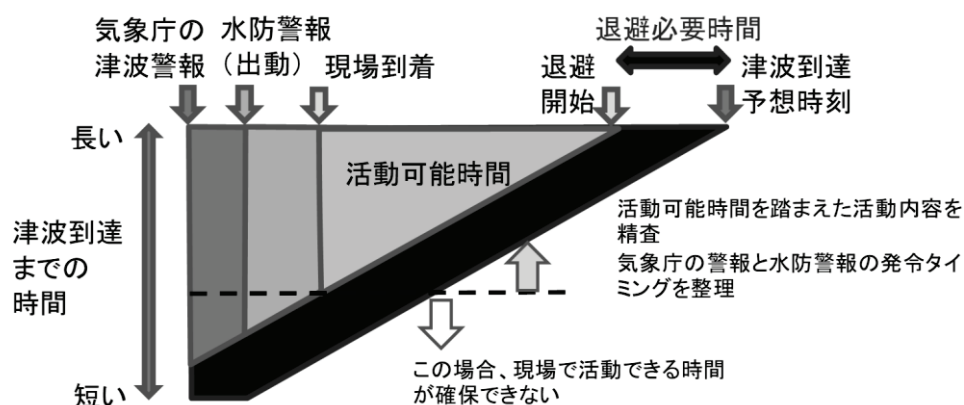 気象庁の
津波警報
水防警報
（出動）
現場到着
退避
開始
退避必要時間
津波到達
予想時刻
長い
活動可能時間
津波到達
までの
時間
活動可能時間を踏まえた活動内容を
精査
気象庁の警報と水防警報の発令タイ
ミングを整理
この場合、現場で活動できる時間
が確保できない
短い